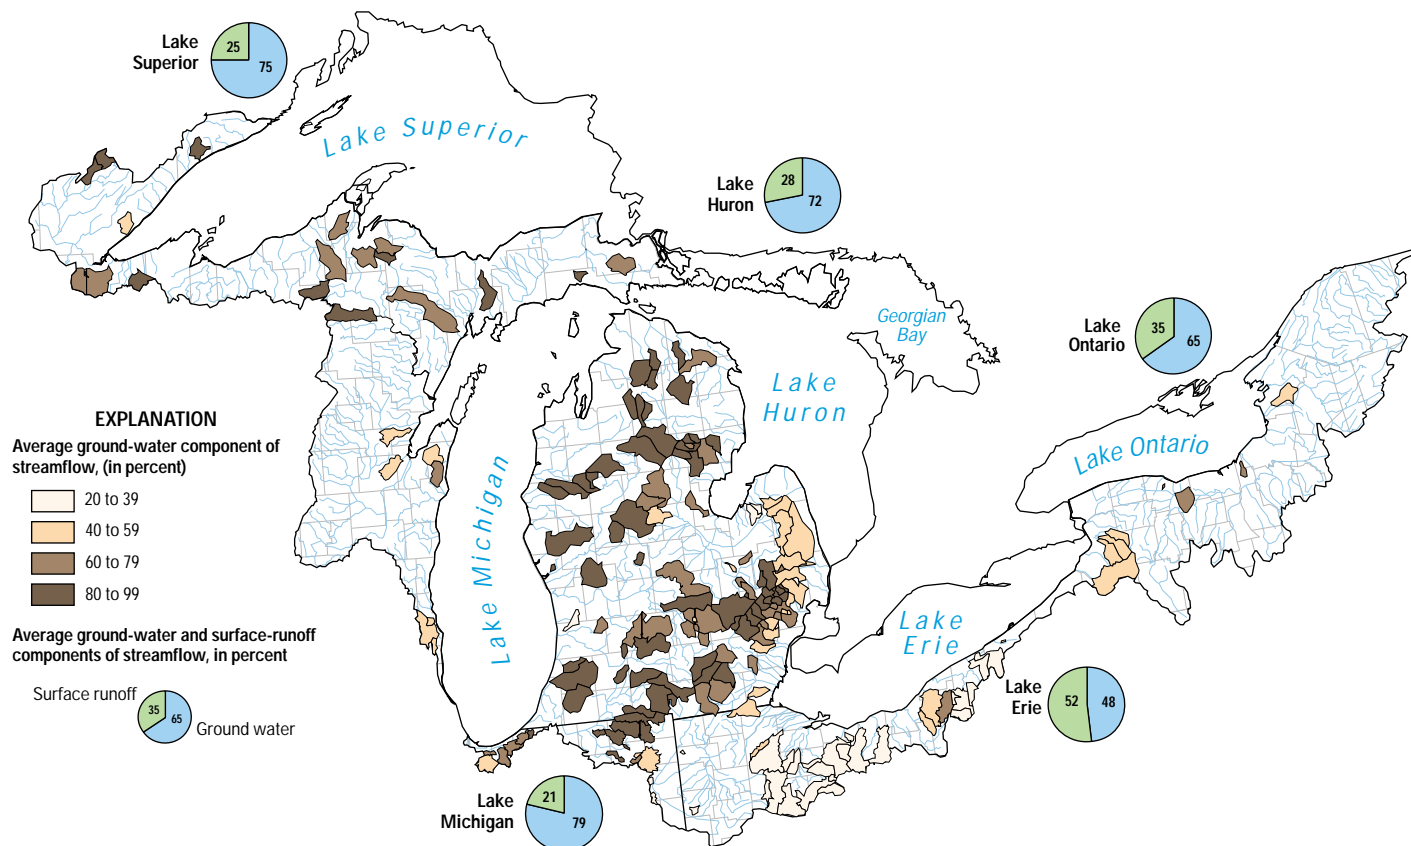 Lake
Superior
25
75
Lake Superior
Lake
Huron
28
72
Georgian
Bay
Lake
Ontario
35
65
Lake
Huron
Lake Ontario
Lake Michigan
Lake
Erie
EXPLANATION
Average ground-water component of
streamflow, (in percent)
20 to 39
40 to 59
60 to 79
80 to 99
Average ground-water and surface-runoff
components of streamflow, in percent
Surface runoff
35
65
Ground water
Lake
Erie
52
48
Lake
Michigan
21
79